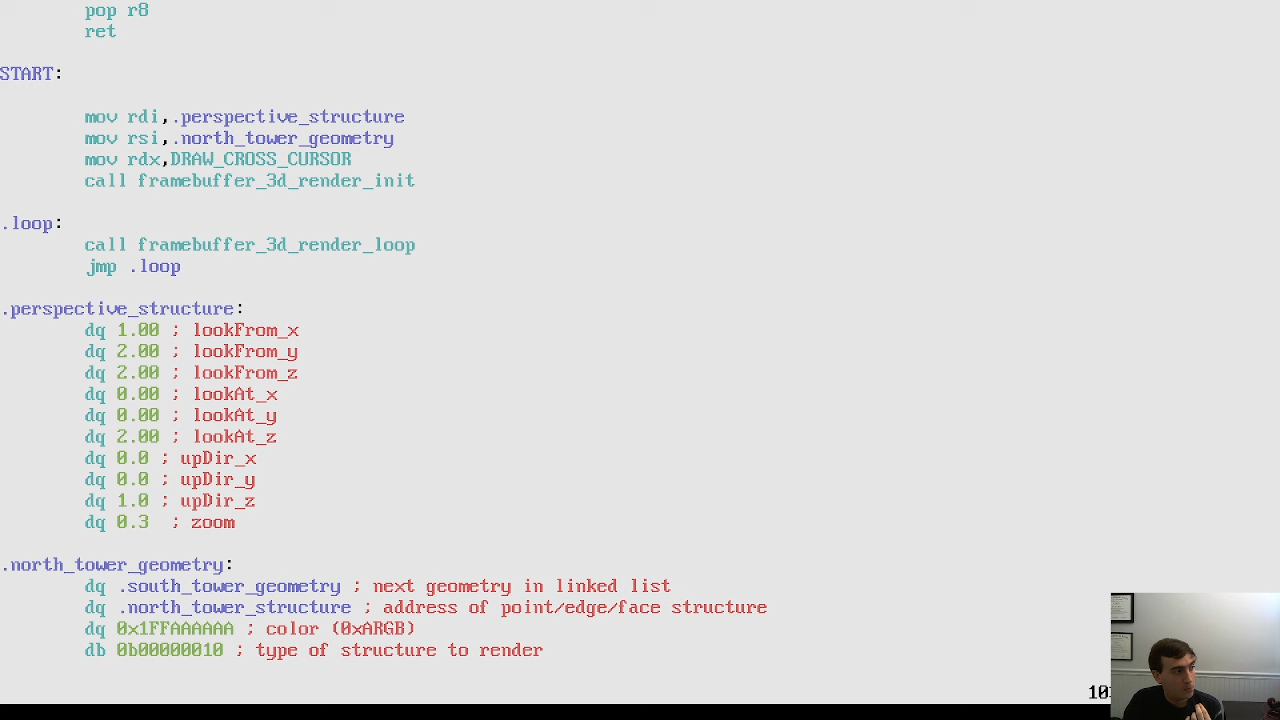 pop r8
ret
START:
mov rdi,.perspective_structure
mov rsi,.north_tower_geometry
mov rdx,DRAW_CROSS_CURSOR
call framebuffer_3d_render_init
.loop:
call framebuffer_3d_render_loop
jmp .loop
.perspective_structure:
dq 1.00 ; lookFrom_x
dq 2.00 ; lookFrom_y
dq 2.00 ; lookFrom_z
dq 0.00 ; lookAt_x
dq 0.00 ; lookAt_y
dq 2.00 ; lookAt_z
dq 0.0 ; upDir_x
dq 0.0 ; upDir_y
dq 1.0 ; upDir_z
dq 0.3  ; zoom
.north_tower_geometry:
dq .south_tower_geometry ; next geometry in linked list
dq .north_tower_structure ; address of point/edge/face structure
dq 0x1FFAAAAAA ; color (0xARGB)
db 0b00000010 ; type of structure to render